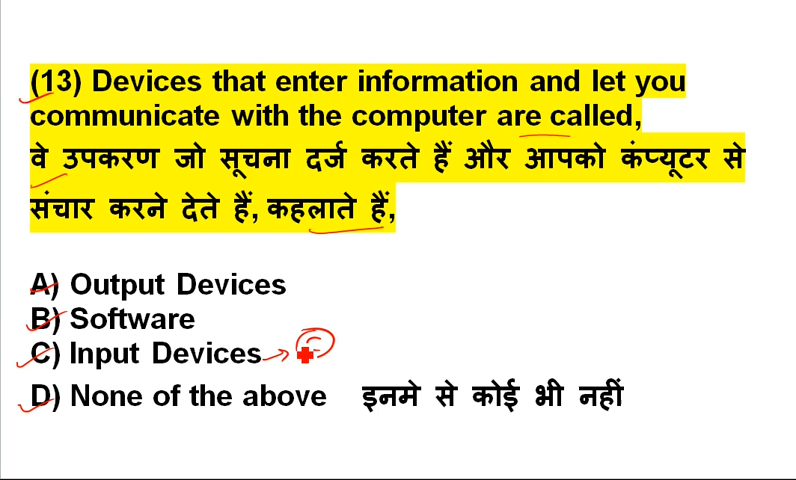 (13) Devices that enter information and let you
communicate with the computer are called,
वे उपकरण जो सूचना दर्ज करते हैं और आपको कंप्यूटर से
संचार करने देते हैं, कहलाते हैं,
A) Output Devices
B) Software
C) Input Devices
D) None of the above इनमे से कोई भी नहीं